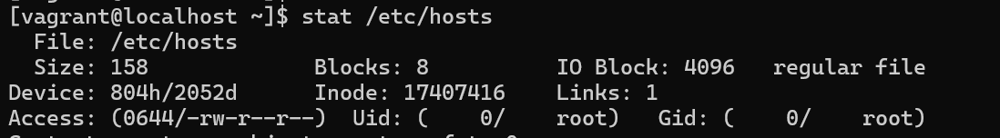 [vagrant@localhost ~]$ stat /etc/hosts
  File: /etc/hosts
  Size: 158             Blocks: 8          IO Block: 4096   regular file
Device: 804h/2052d      Inode: 17407416    Links: 1
Access: (0644/-rw-r--r--)  Uid: (    0/    root)   Gid: (    0/    root)